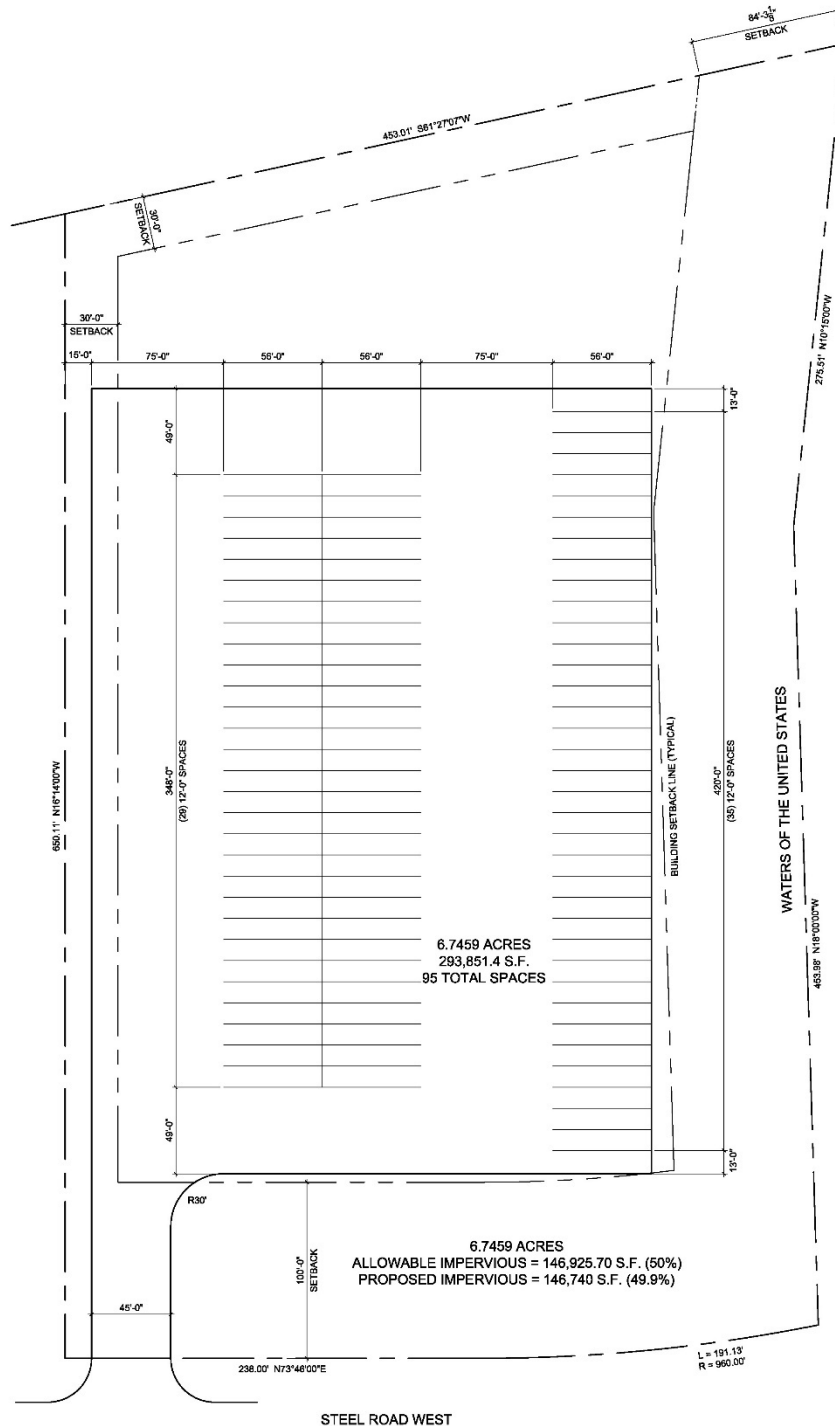 84'-3 1/8"
SETBACK
453.01' S61°27'07"W
30'-0"
SETBACK
30'-0"
SETBACK
15'-0"
75'-0"
56'-0"
56'-0"
75'-0"
56'-0"
275.51' N10°15'00"W
13'-0"
49'-0"
650.11' N16°14'00"W
348'-0"
(29) 12'-0" SPACES
BUILDING SETBACK LINE (TYPICAL)
420'-0"
(35) 12'-0" SPACES
WATERS OF THE UNITED STATES
453.98' N18°00'00"W
6.7459 ACRES
293,851.4 S.F.
95 TOTAL SPACES
49'-0"
13'-0"
R30'
100'-0"
SETBACK
6.7459 ACRES
ALLOWABLE IMPERVIOUS = 146,925.70 S.F. (50%)
PROPOSED IMPERVIOUS = 146,740 S.F. (49.9%)
45'-0"
238.00' N73°46'00"E
L = 191.13'
R = 960.00'
STEEL ROAD WEST